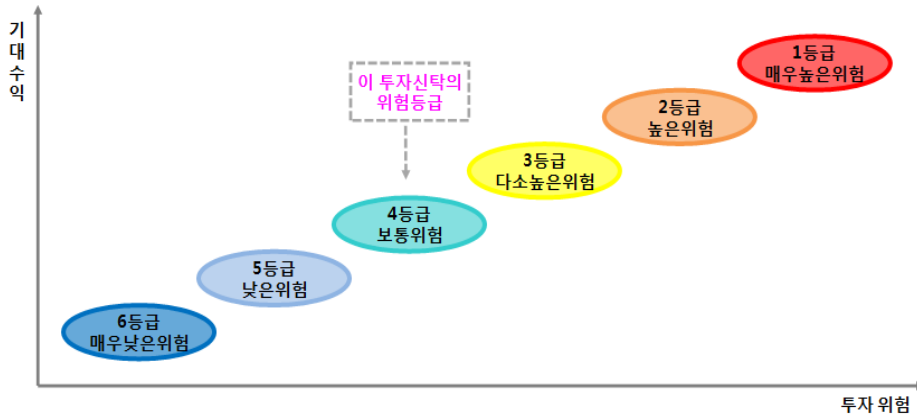 기
대
수
익
1등급
매우높은위험
이 투자신탁의
위험등급
2등급
높은위험
3등급
다소높은위험
4등급
보통위험
5등급
낮은위험
6등급
매우낮은위험
투자 위험